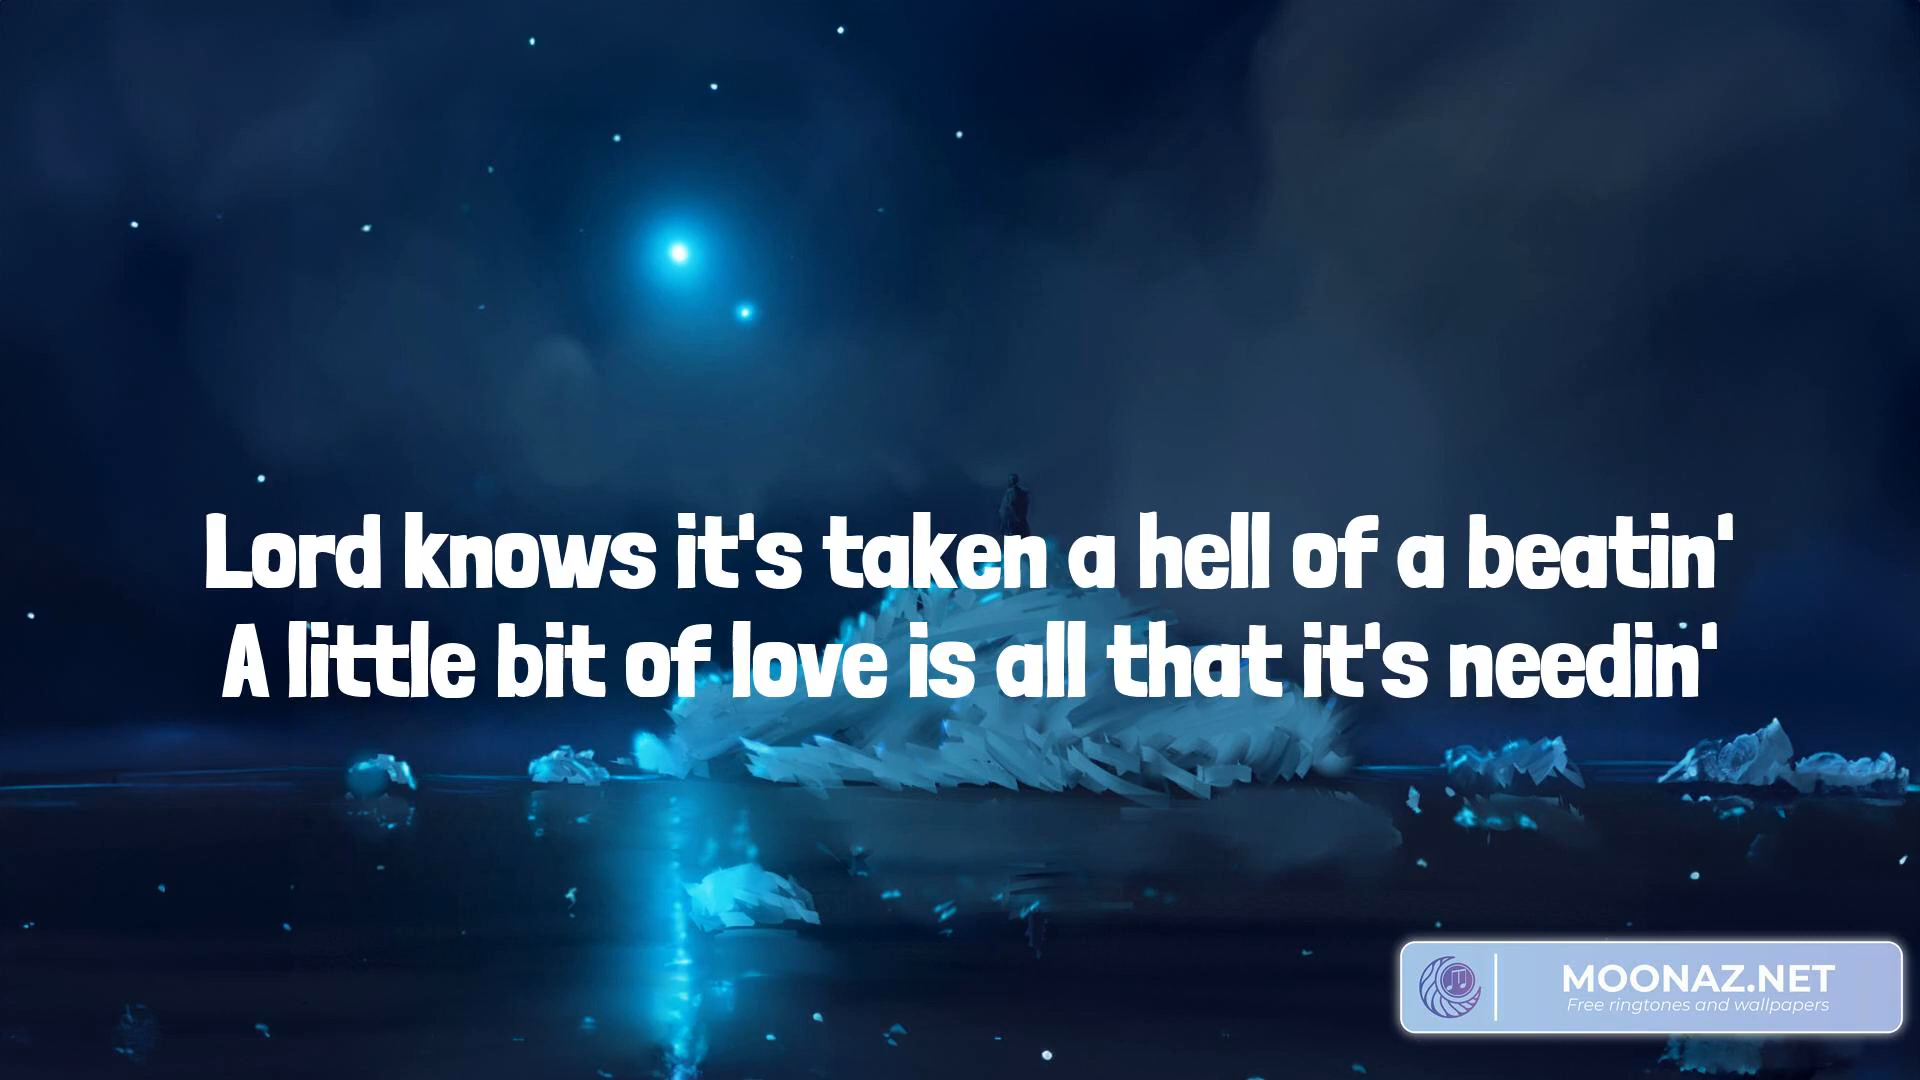 Lord knows it's taken a hell of a beatin'
A little bit of love is all that it's needin'
MOONAZ.NET
Free ringtones and wallpapers